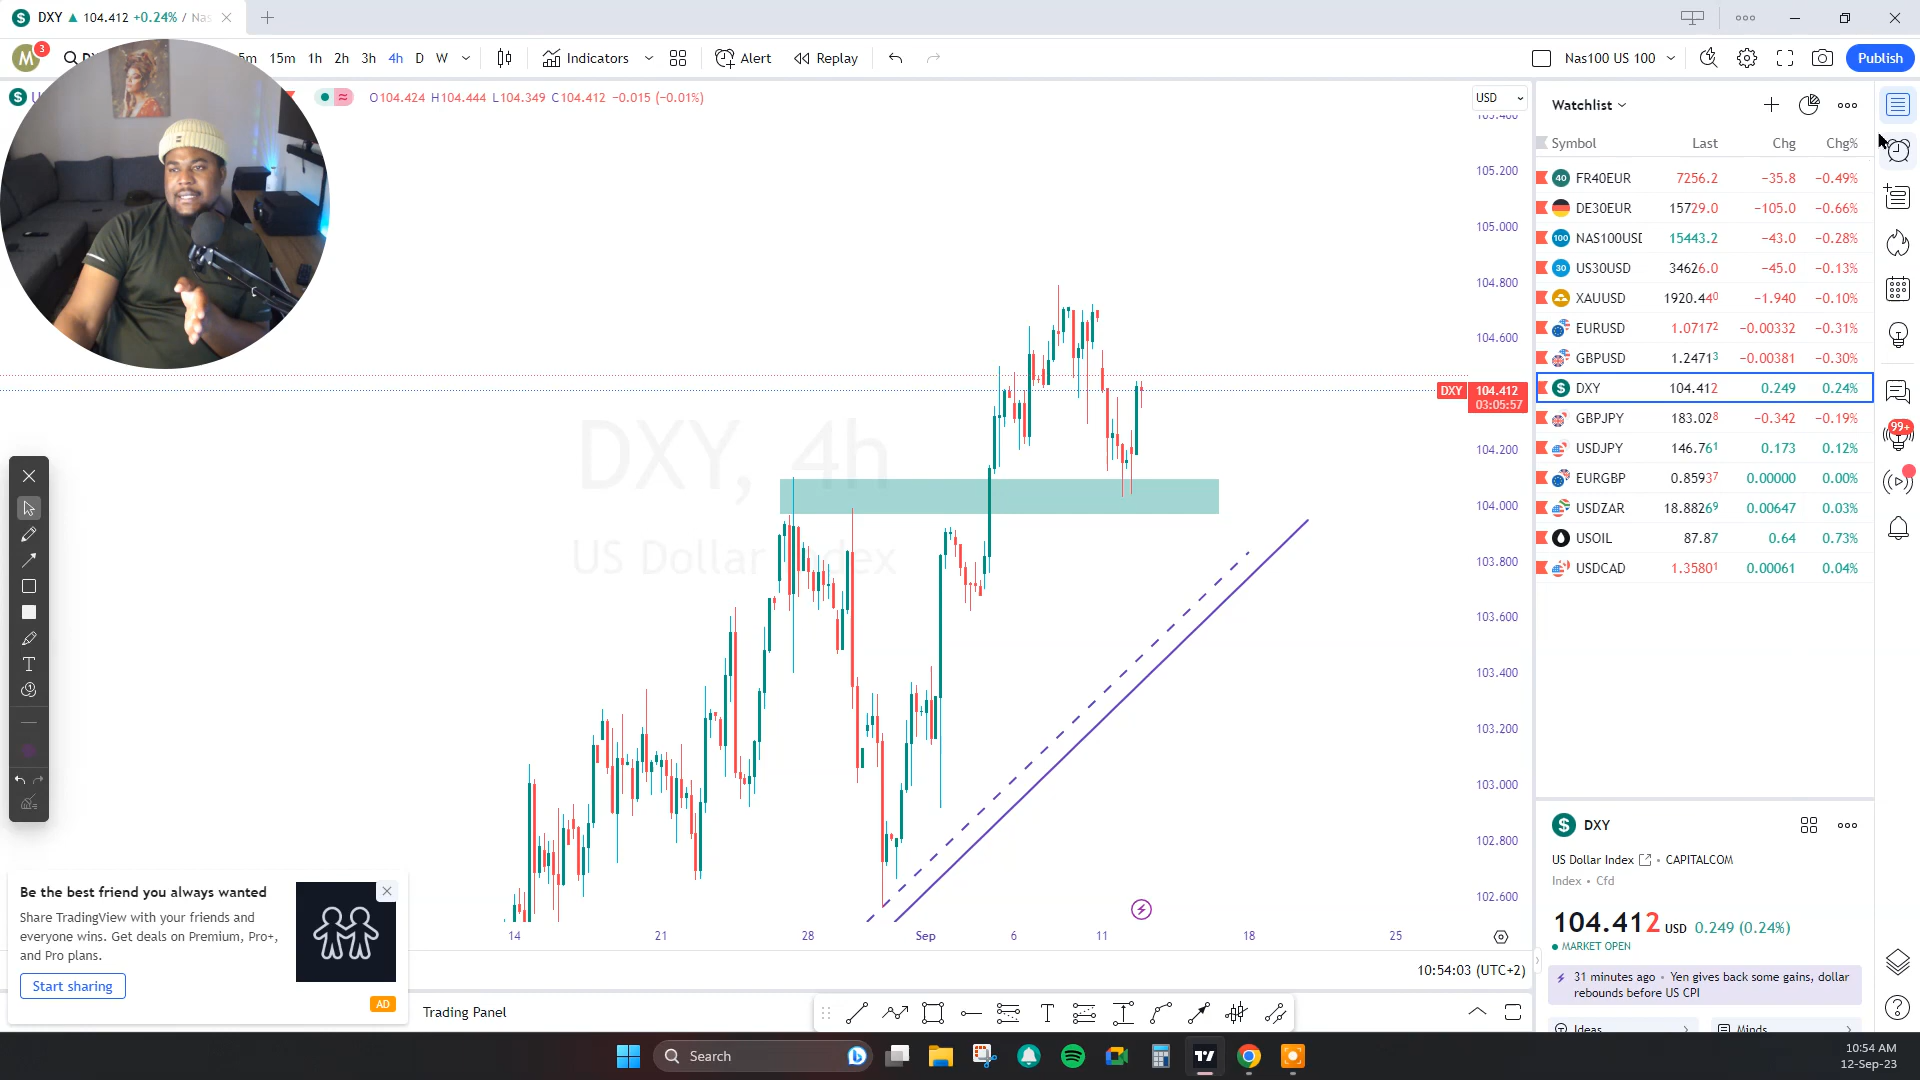 DXY ▲ 104.412 +0.24% / Nas
M 3
5m 15m 1h 2h 3h 4h D W
Indicators
Alert
Replay
Nas100 US 100
Publish
O104.424 H104.444 L104.349 C104.412 −0.015 (−0.01%)
USD
105.200
105.000
104.800
104.600
DXY 104.412
03:05:57
104.200
104.000
103.800
103.600
103.400
103.200
103.000
102.800
102.600
DXY, 4h
US Dollar Index
14 21 28 Sep 6 11 18 25
10:54:03 (UTC+2)
Watchlist
Symbol Last Chg Chg%
40 FR40EUR 7256.2 −35.8 −0.49%
DE30EUR 15729.0 −105.0 −0.66%
100 NAS100USD 15443.2 −43.0 −0.28%
30 US30USD 34626.0 −45.0 −0.13%
XAUUSD 1920.440 −1.940 −0.10%
EURUSD 1.07172 −0.00332 −0.31%
GBPUSD 1.24713 −0.00381 −0.30%
DXY 104.412 0.249 0.24%
GBPJPY 183.028 −0.342 −0.19%
USDJPY 146.761 0.173 0.12%
EURGBP 0.85937 0.00000 0.00%
USDZAR 18.88269 0.00647 0.03%
USOIL 87.87 0.64 0.73%
USDCAD 1.35801 0.00061 0.04%
99+
DXY
US Dollar Index • CAPITALCOM
Index • Cfd
104.412 USD 0.249 (0.24%)
MARKET OPEN
31 minutes ago • Yen gives back some gains, dollar
rebounds before US CPI
Ideas
Minds
Be the best friend you always wanted
Share TradingView with your friends and
everyone wins. Get deals on Premium, Pro+,
and Pro plans.
Start sharing
AD
Trading Panel
Search
10:54 AM
12-Sep-23